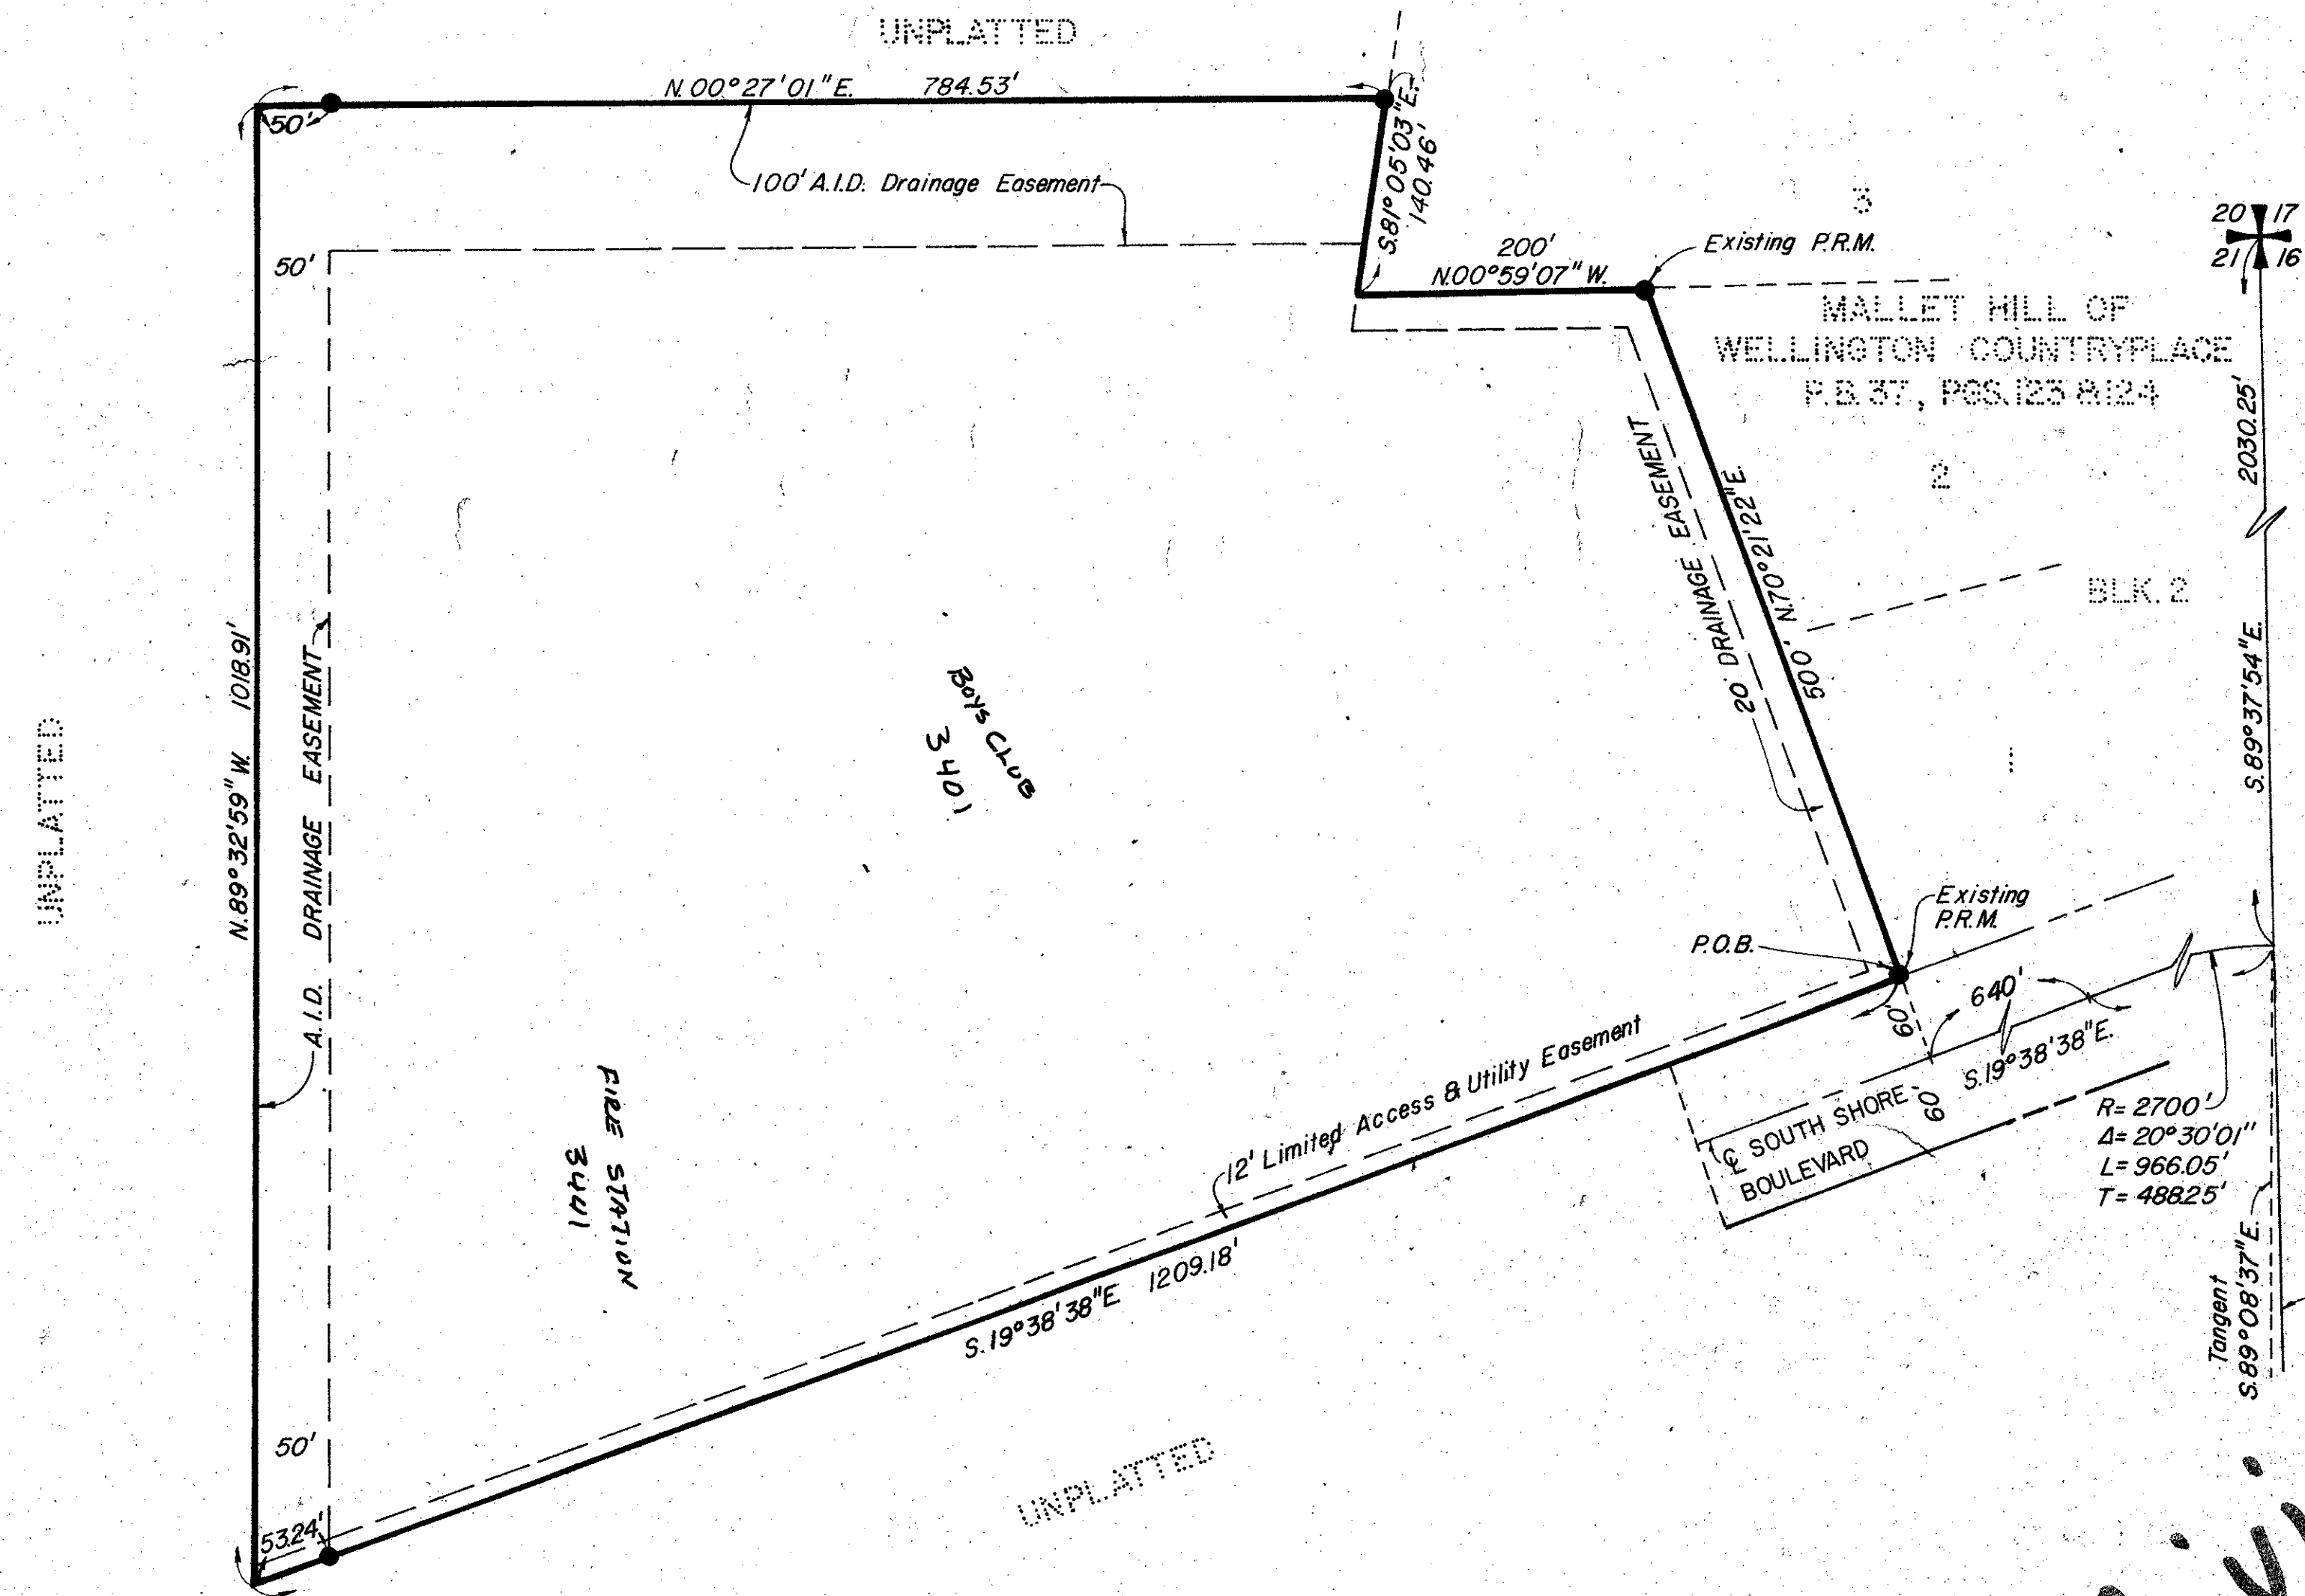 UNPLATTED
N.00°27'01"E. 784.53'
50'
100' A.I.D. Drainage Easement
S.81°05'03"E.
140.46'
50'
200'
N.00°59'07"W.
Existing P.R.M.
3
20 17
21 16
MALLET HILL OF
WELLINGTON COUNTRYPLACE
P.B. 37, PGS. 123 & 124
2
BLK. 2
1
2030.25'
S.89°37'54"E.
20' DRAINAGE EASEMENT
500' N.70°21'22"E.
UNPLATTED
N.89°32'59"W. 1018.91'
A.I.D. DRAINAGE EASEMENT
BOYS CLUB
3401
FIRE STATION
3441
P.O.B.
Existing
P.R.M.
60'
640'
S.19°38'38"E.
60'
℄ SOUTH SHORE
BOULEVARD
R= 2700'
Δ= 20°30'01"
L= 966.05'
T= 488.25'
Tangent
S.89°08'37"E.
12' Limited Access & Utility Easement
S.19°38'38"E. 1209.18'
50'
53.24'
UNPLATTED